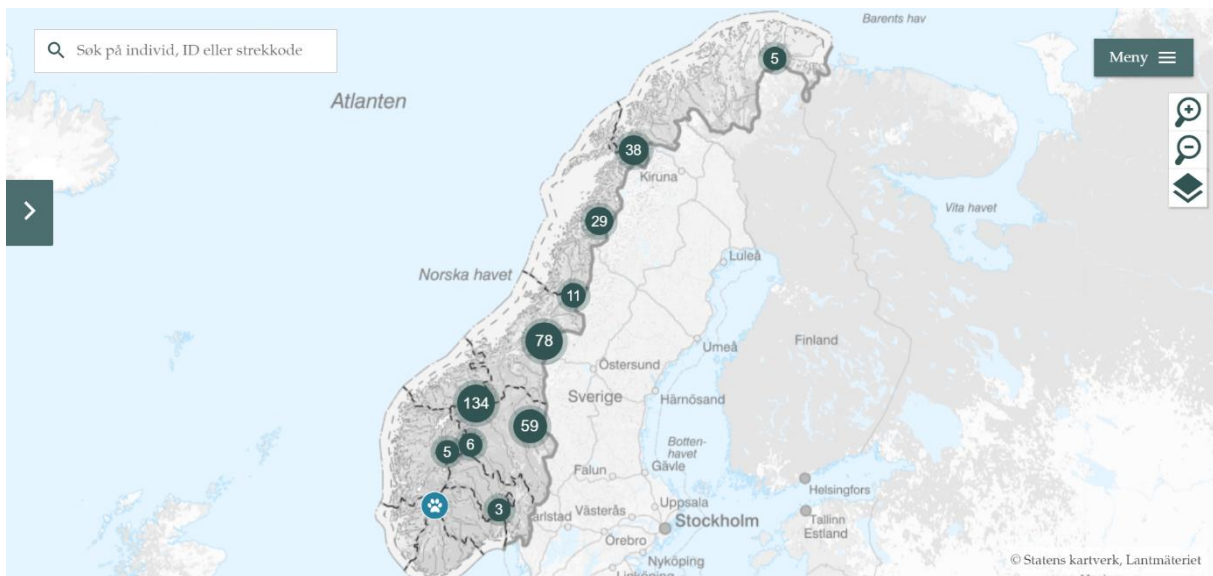 Barents hav
Søk på individ, ID eller strekkode
Meny
5
Atlanten
38
Kiruna
Vita havet
29
Luleå
Norska havet
11
78
Umeå
Finland
Östersund
134
Sverige
Härnösand
59
6
5
Botten-
havet
Falun
Gävle
Helsingfors
Uppsala
3
arlstad
Västerås
Stockholm
Tallinn
Estland
Örebro
Nyköping
© Statens kartverk, Lantmäteriet